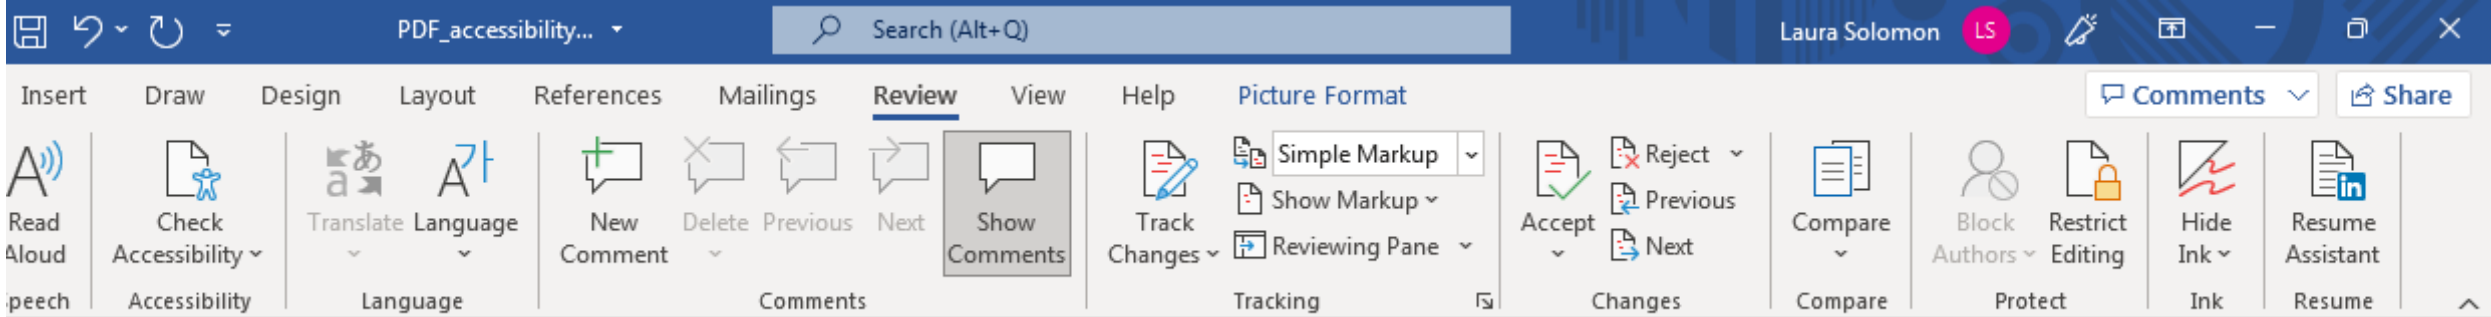 PDF_accessibility... Search (Alt+Q) Laura Solomon LS
Insert Draw Design Layout References Mailings Review View Help Picture Format Comments Share
Read Aloud
Check Accessibility
Translate
Language
New Comment
Delete
Previous
Next
Show Comments
Track Changes
Simple Markup
Show Markup
Reviewing Pane
Accept
Reject
Previous
Next
Compare
Block Authors
Restrict Editing
Hide Ink
in
Resume Assistant
peech Accessibility Language Comments Tracking Changes Compare Protect Ink Resume